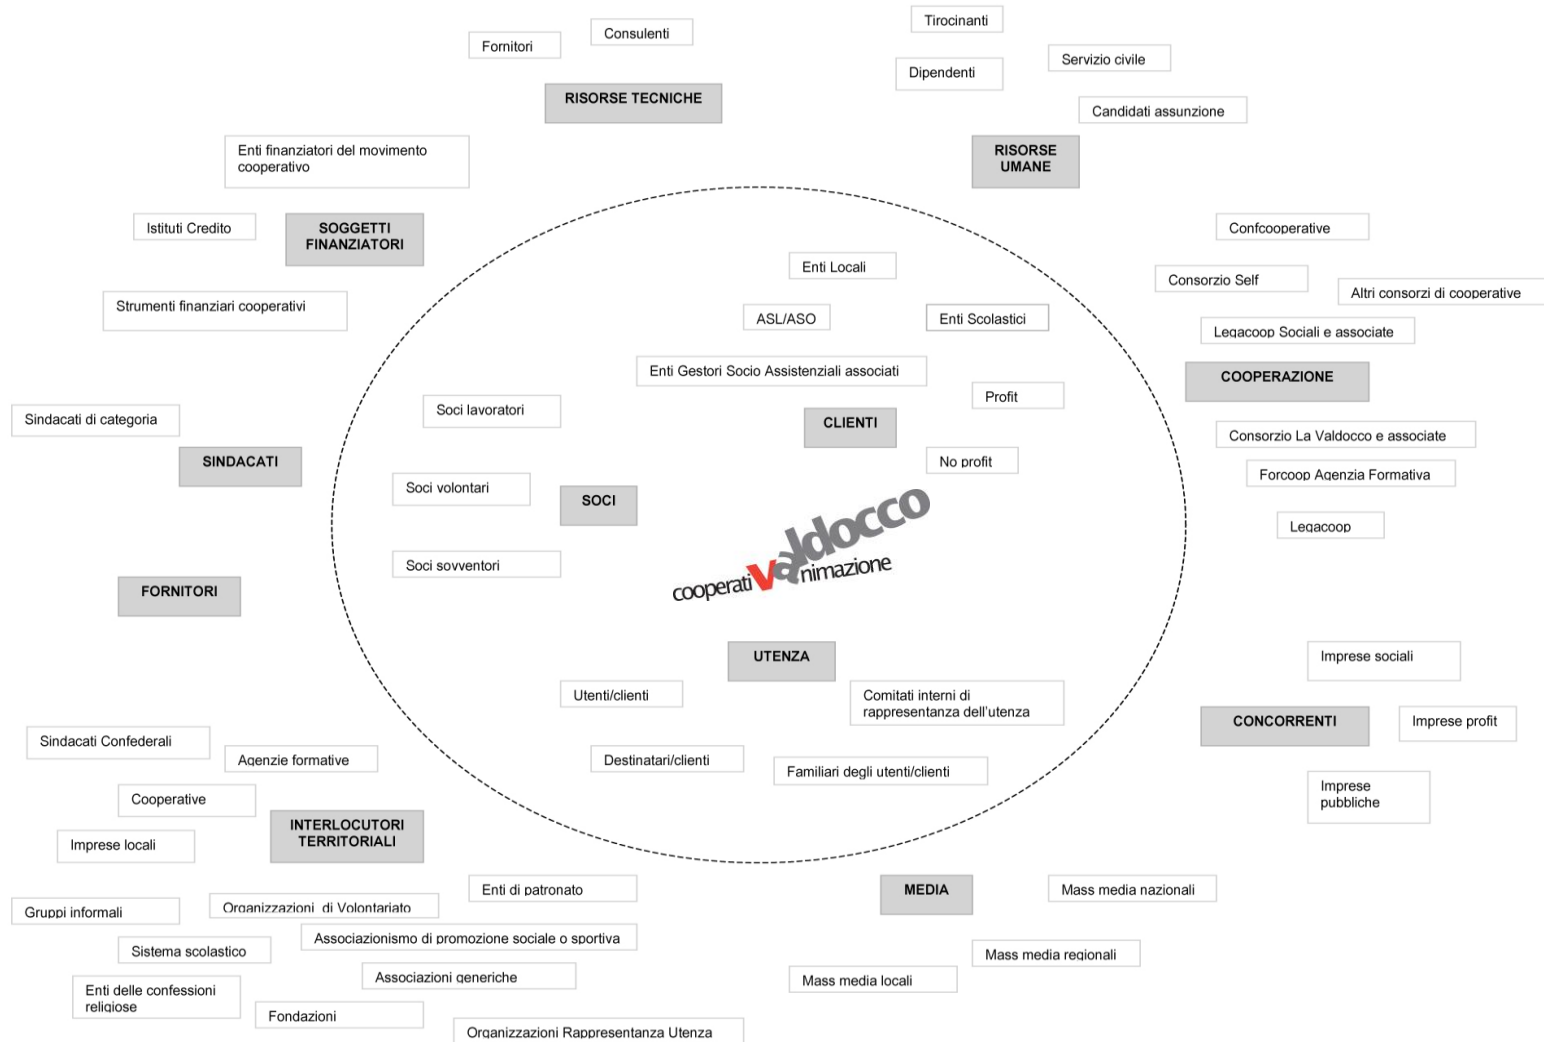 Tirocinanti
Consulenti
Fornitori
Servizio civile
Dipendenti
RISORSE TECNICHE
Candidati assunzione
Enti finanziatori del movimento
cooperativo
RISORSE
UMANE
Istituti Credito
SOGGETTI
FINANZIATORI
Confcooperative
Enti Locali
Consorzio Self
Altri consorzi di cooperative
Strumenti finanziari cooperativi
ASL/ASO
Enti Scolastici
Legacoop Sociali e associate
Enti Gestori Socio Assistenziali associati
COOPERAZIONE
Profit
Soci lavoratori
Sindacati di categoria
CLIENTI
Consorzio La Valdocco e associate
SINDACATI
No profit
Forcoop Agenzia Formativa
Soci volontari
SOCI
Legacoop
valdocco
cooperativanimazione
Soci sovventori
FORNITORI
UTENZA
Imprese sociali
Utenti/clienti
Comitati interni di
rappresentanza dell'utenza
CONCORRENTI
Imprese profit
Sindacati Confederali
Agenzie formative
Destinatari/clienti
Familiari degli utenti/clienti
Imprese
pubbliche
Cooperative
INTERLOCUTORI
TERRITORIALI
Imprese locali
Enti di patronato
MEDIA
Mass media nazionali
Gruppi informali
Organizzazioni di Volontariato
Associazionismo di promozione sociale o sportiva
Sistema scolastico
Mass media regionali
Associazioni generiche
Mass media locali
Enti delle confessioni
religiose
Fondazioni
Organizzazioni Rappresentanza Utenza